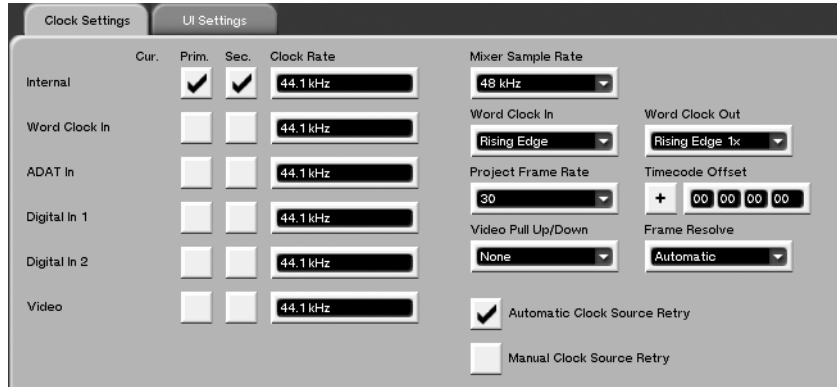 Clock Settings UI Settings
Cur. Prim. Sec. Clock Rate Mixer Sample Rate
Internal 44.1 kHz 48 kHz
Word Clock In Word Clock Out
Word Clock In 44.1 kHz Rising Edge Rising Edge 1x
ADAT In 44.1 kHz Project Frame Rate Timecode Offset
30 + 00 00 00 00
Digital In 1 44.1 kHz
Video Pull Up/Down Frame Resolve
Digital In 2 44.1 kHz None Automatic
Video 44.1 kHz Automatic Clock Source Retry
Manual Clock Source Retry